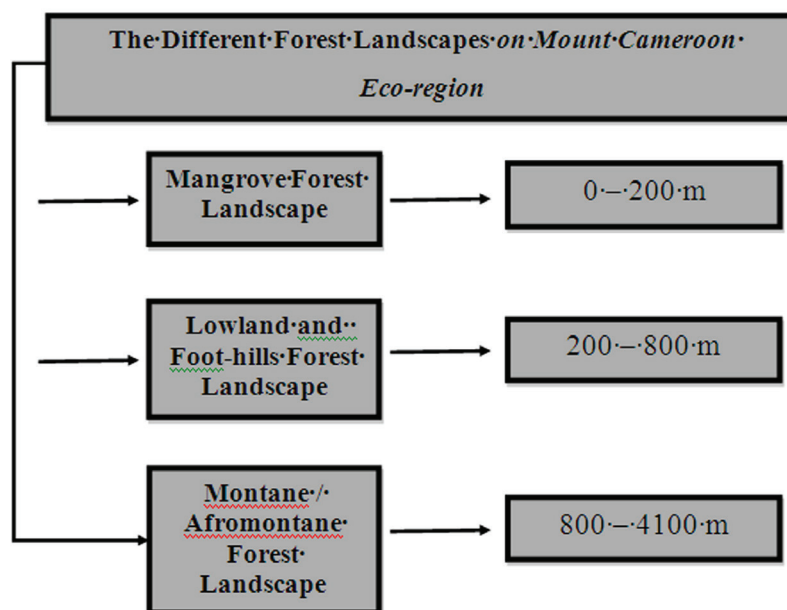 The Different Forest Landscapes on Mount Cameroon
Eco-region
Mangrove Forest
Landscape
0 – 200 m
Lowland and
Foot-hills Forest
Landscape
200 – 800 m
Montane /
Afromontane
Forest
Landscape
800 – 4100 m